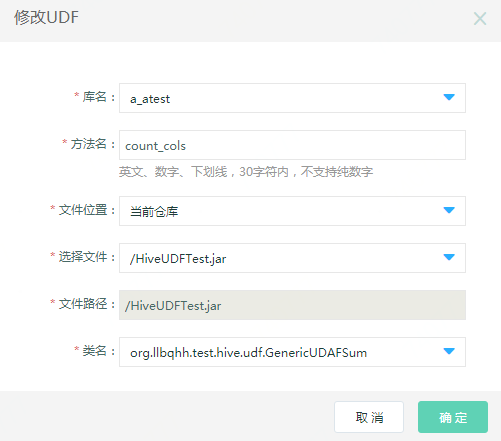 修改UDF
* 库名： a_atest
* 方法名： count_cols
英文、数字、下划线，30字符内，不支持纯数字
* 文件位置： 当前仓库
* 选择文件： /HiveUDFTest.jar
* 文件路径： /HiveUDFTest.jar
* 类名： org.llbqhh.test.hive.udf.GenericUDAFSum
取消 确定